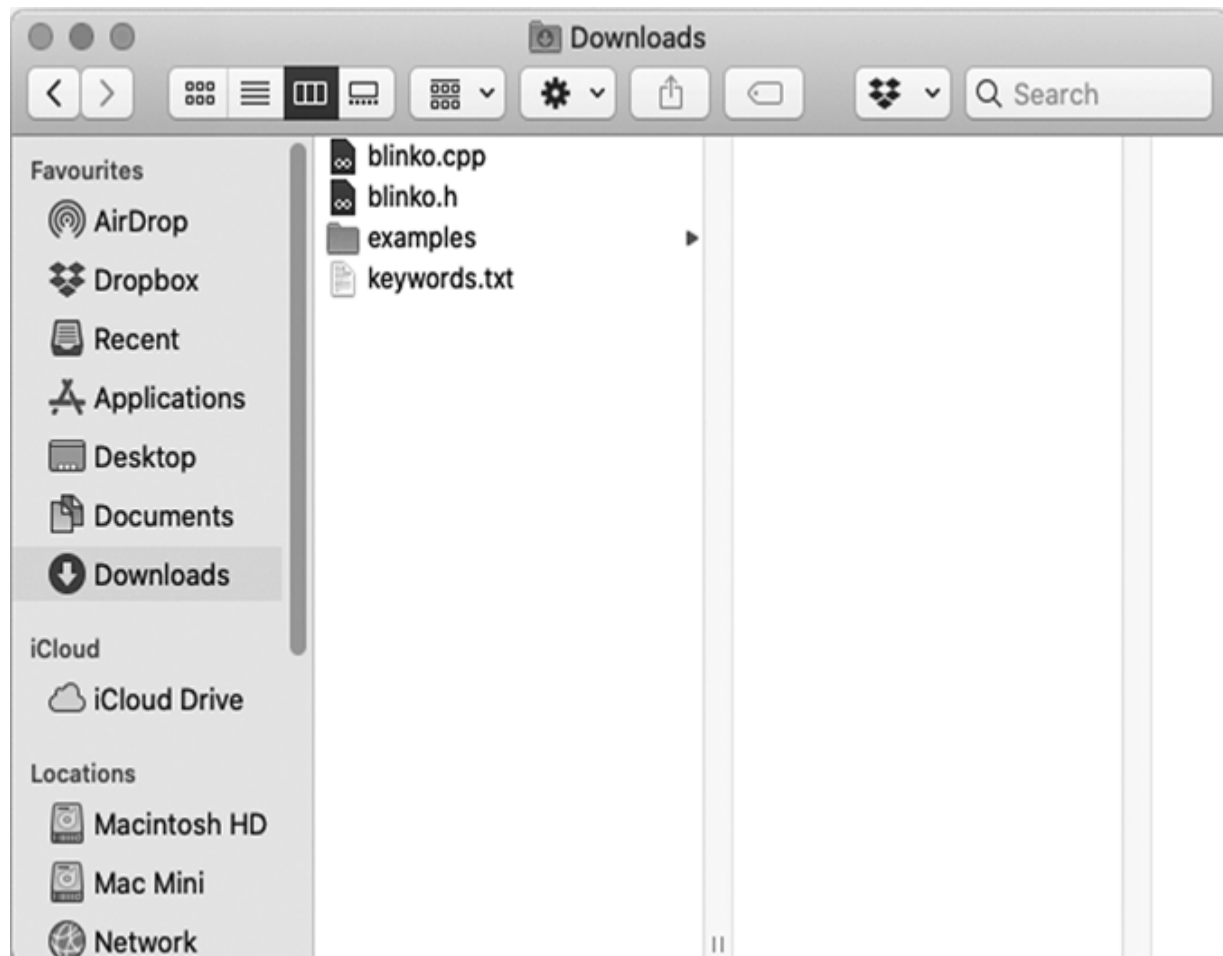 Downloads
Search
Favourites
AirDrop
Dropbox
Recent
Applications
Desktop
Documents
Downloads
iCloud
iCloud Drive
Locations
Macintosh HD
Mac Mini
Network
blinko.cpp
blinko.h
examples
keywords.txt